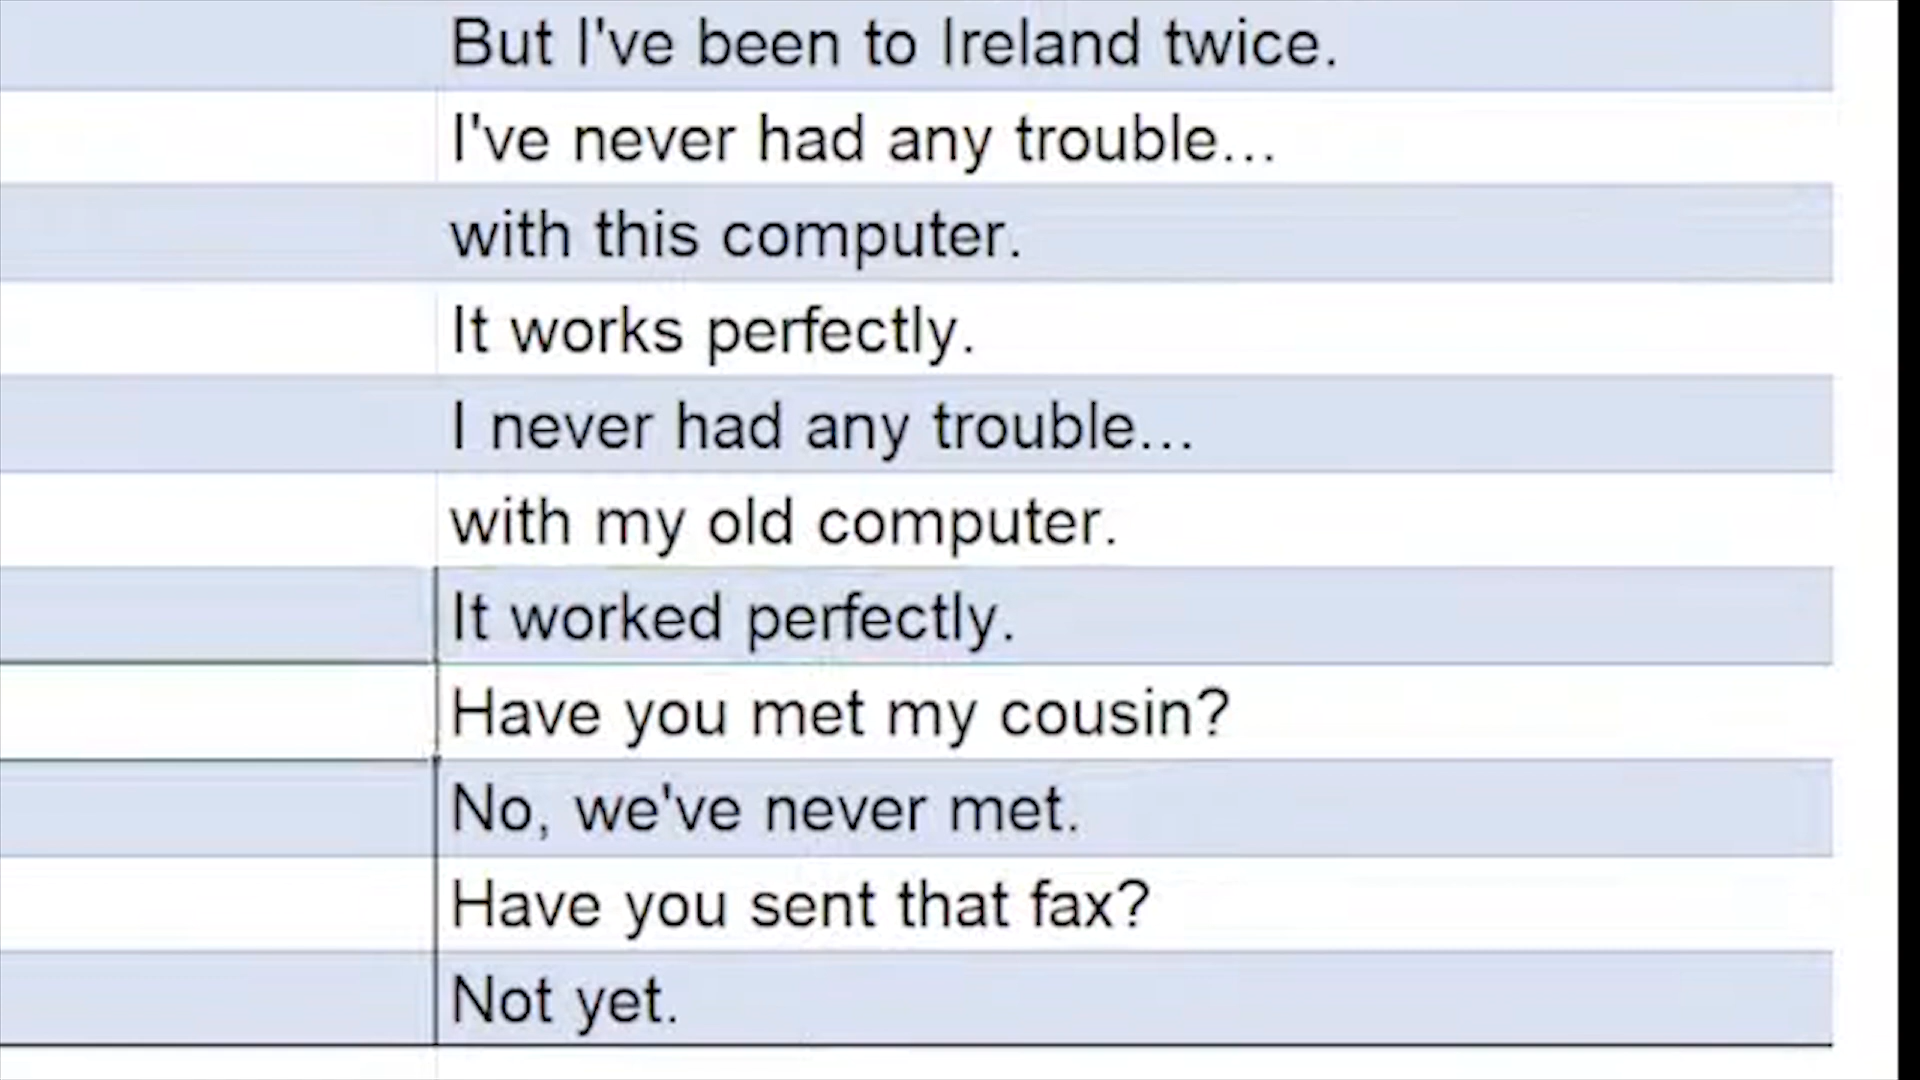 But I've been to Ireland twice.
I've never had any trouble...
with this computer.
It works perfectly.
I never had any trouble...
with my old computer.
It worked perfectly.
Have you met my cousin?
No, we've never met.
Have you sent that fax?
Not yet.